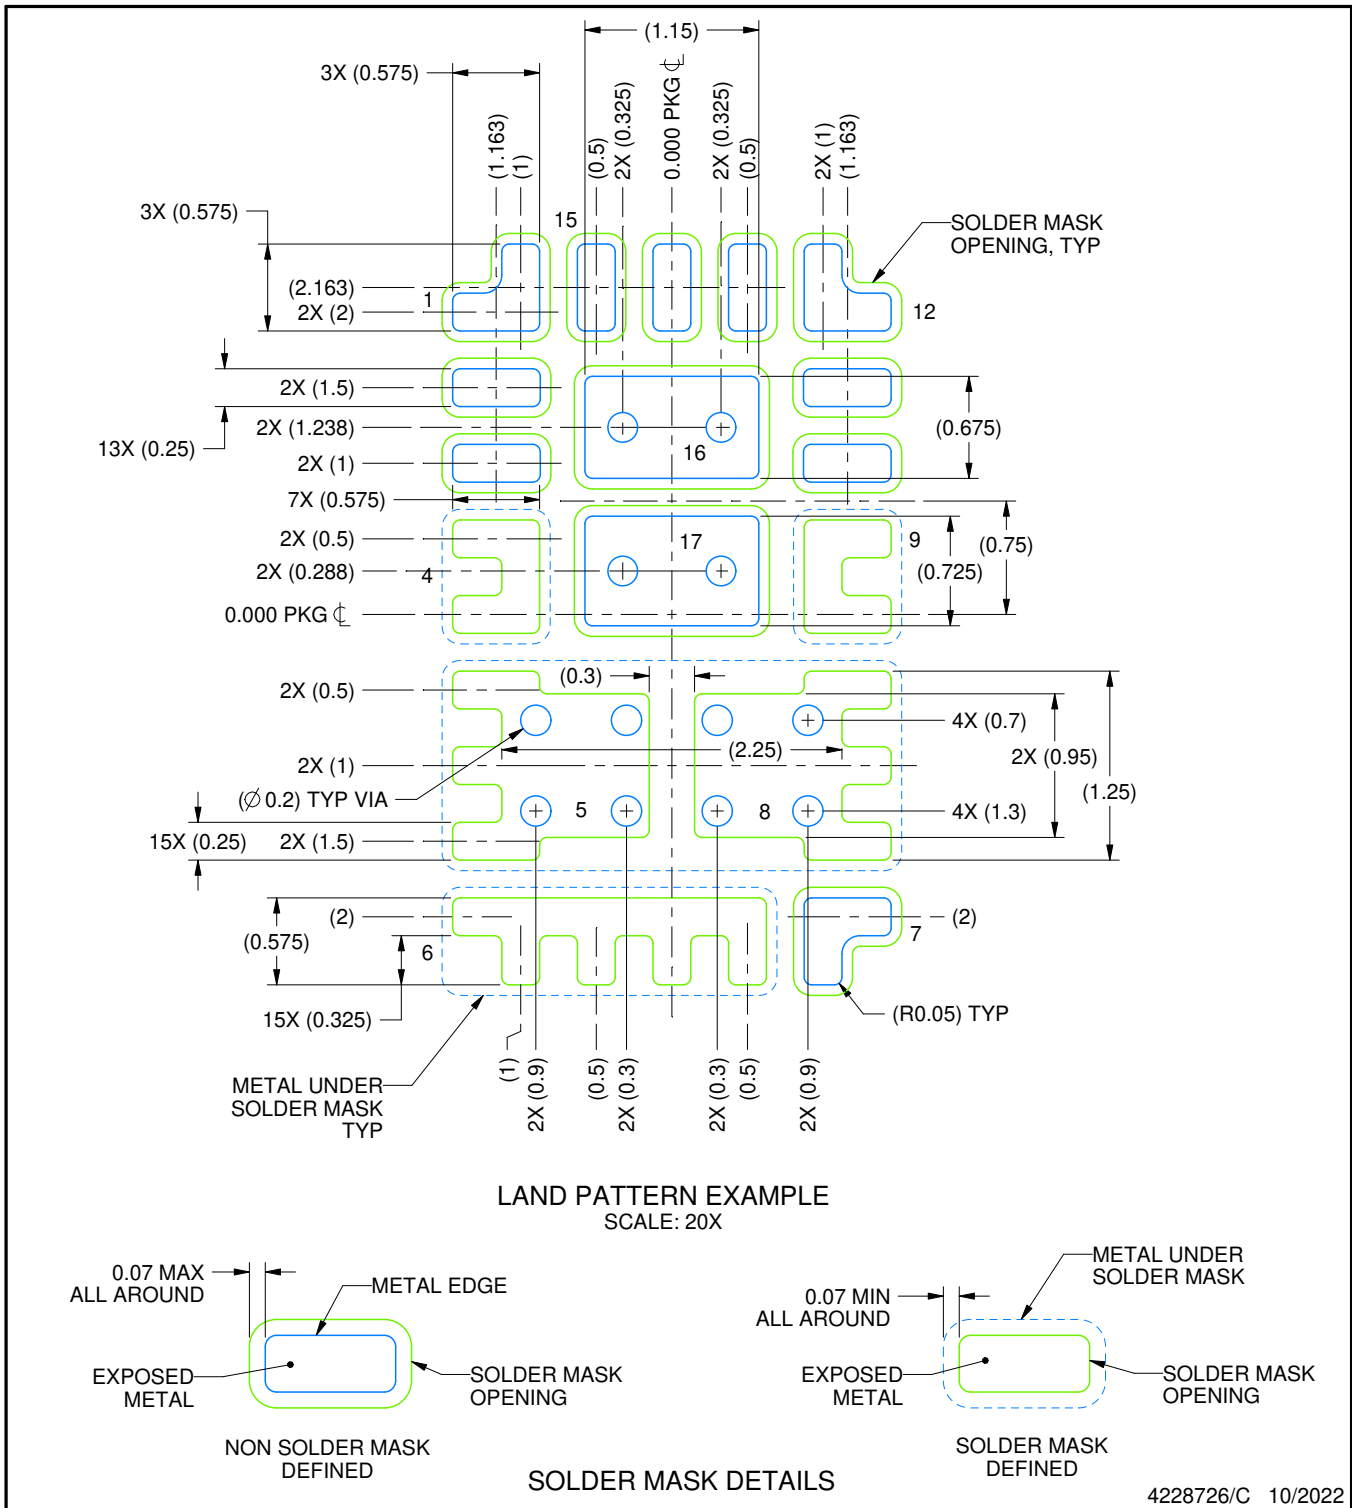 (1.15)
3X (0.575)
(1.163)
(1)
(0.5)
2X (0.325)
0.000 PKG ℄
2X (0.325)
(0.5)
2X (1)
(1.163)
3X (0.575)
15
SOLDER MASK
OPENING, TYP
(2.163)
1
2X (2)
12
2X (1.5)
2X (1.238)
(0.675)
13X (0.25)
16
2X (1)
7X (0.575)
2X (0.5)
17
9
(0.75)
2X (0.288)
4
(0.725)
0.000 PKG ℄
2X (0.5)
(0.3)
4X (0.7)
(2.25)
2X (0.95)
2X (1)
(1.25)
(∅ 0.2) TYP VIA
5
8
4X (1.3)
15X (0.25)
2X (1.5)
(2)
(2)
(0.575)
6
7
15X (0.325)
(R0.05) TYP
(1)
2X (0.9)
(0.5)
2X (0.3)
2X (0.3)
(0.5)
2X (0.9)
METAL UNDER
SOLDER MASK
TYP
LAND PATTERN EXAMPLE
SCALE: 20X
0.07 MAX
ALL AROUND
METAL EDGE
EXPOSED
METAL
SOLDER MASK
OPENING
NON SOLDER MASK
DEFINED
METAL UNDER
SOLDER MASK
0.07 MIN
ALL AROUND
EXPOSED
METAL
SOLDER MASK
OPENING
SOLDER MASK
DEFINED
SOLDER MASK DETAILS
4228726/C 10/2022